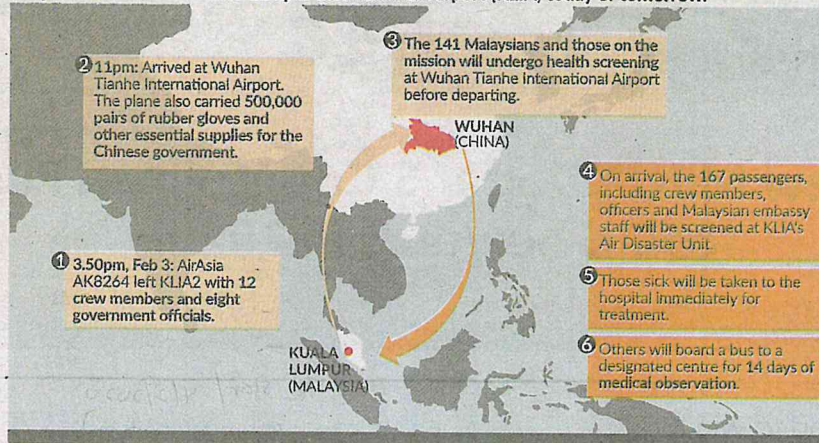 1 3.50pm, Feb 3: AirAsia
AK8264 left KLIA2 with 12
crew members and eight
government officials.
2 11pm: Arrived at Wuhan
Tianhe International Airport.
The plane also carried 500,000
pairs of rubber gloves and
other essential supplies for the
Chinese government.
3 The 141 Malaysians and those on the
mission will undergo health screening
at Wuhan Tianhe International Airport
before departing.
WUHAN
(CHINA)
4 On arrival, the 167 passengers,
including crew members,
officers and Malaysian embassy
staff will be screened at KLIA's
Air Disaster Unit.
5 Those sick will be taken to the
hospital immediately for
treatment.
6 Others will board a bus to a
designated centre for 14 days of
medical observation.
KUALA
LUMPUR
(MALAYSIA)